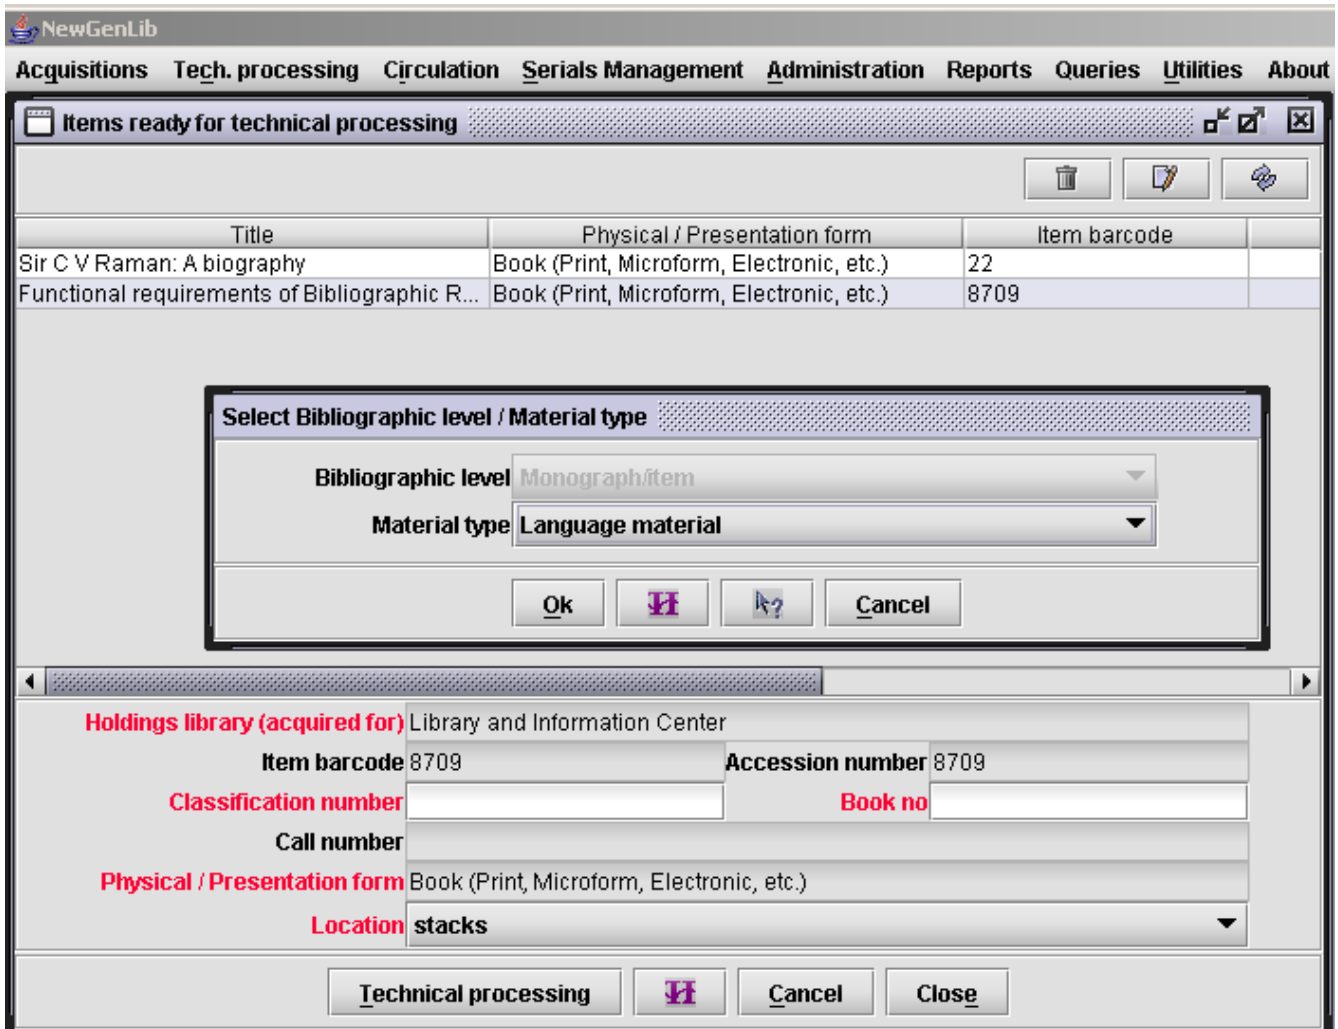 NewGenLib
Acquisitions Tech. processing Circulation Serials Management Administration Reports Queries Utilities About
Items ready for technical processing
Title Physical / Presentation form Item barcode
Sir C V Raman: A biography Book (Print, Microform, Electronic, etc.) 22
Functional requirements of Bibliographic R... Book (Print, Microform, Electronic, etc.) 8709
Select Bibliographic level / Material type
Bibliographic level Monograph/item
Material type Language material
Ok Cancel
Holdings library (acquired for) Library and Information Center
Item barcode 8709 Accession number 8709
Classification number Book no
Call number
Physical / Presentation form Book (Print, Microform, Electronic, etc.)
Location stacks
Technical processing Cancel Close